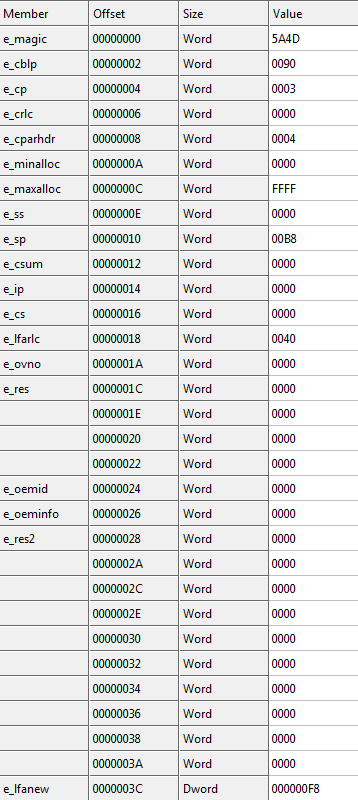 Member Offset Size Value
e_magic 00000000 Word 5A4D
e_cblp 00000002 Word 0090
e_cp 00000004 Word 0003
e_crlc 00000006 Word 0000
e_cparhdr 00000008 Word 0004
e_minalloc 0000000A Word 0000
e_maxalloc 0000000C Word FFFF
e_ss 0000000E Word 0000
e_sp 00000010 Word 00B8
e_csum 00000012 Word 0000
e_ip 00000014 Word 0000
e_cs 00000016 Word 0000
e_lfarlc 00000018 Word 0040
e_ovno 0000001A Word 0000
e_res 0000001C Word 0000
0000001E Word 0000
00000020 Word 0000
00000022 Word 0000
e_oemid 00000024 Word 0000
e_oeminfo 00000026 Word 0000
e_res2 00000028 Word 0000
0000002A Word 0000
0000002C Word 0000
0000002E Word 0000
00000030 Word 0000
00000032 Word 0000
00000034 Word 0000
00000036 Word 0000
00000038 Word 0000
0000003A Word 0000
e_lfanew 0000003C Dword 000000F8